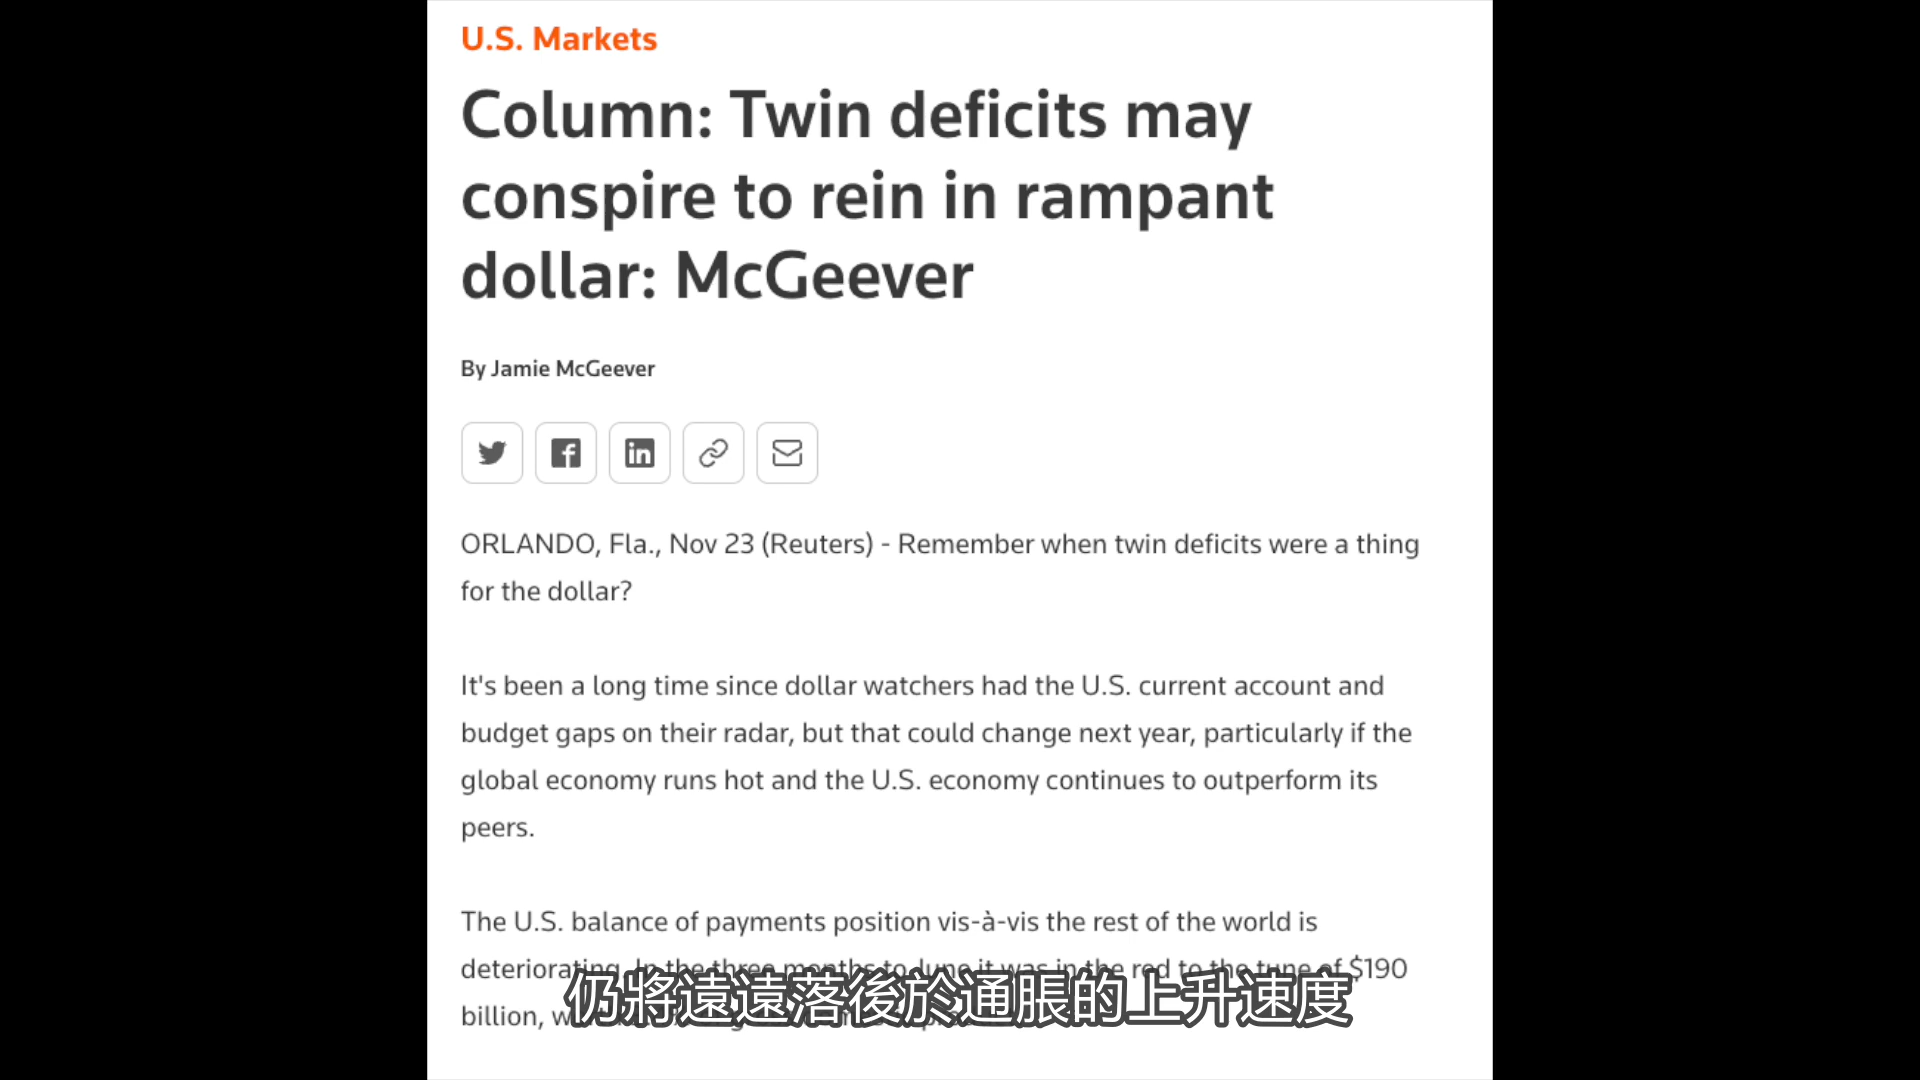 U.S. Markets
Column: Twin deficits may
conspire to rein in rampant
dollar: McGeever
By Jamie McGeever
ORLANDO, Fla., Nov 23 (Reuters) - Remember when twin deficits were a thing
for the dollar?
It's been a long time since dollar watchers had the U.S. current account and
budget gaps on their radar, but that could change next year, particularly if the
global economy runs hot and the U.S. economy continues to outperform its
peers.
The U.S. balance of payments position vis-à-vis the rest of the world is
deteriorating. In the three months to June it was in the red to the tune of $190
billion,
仍將遠遠落後於通脹的上升速度